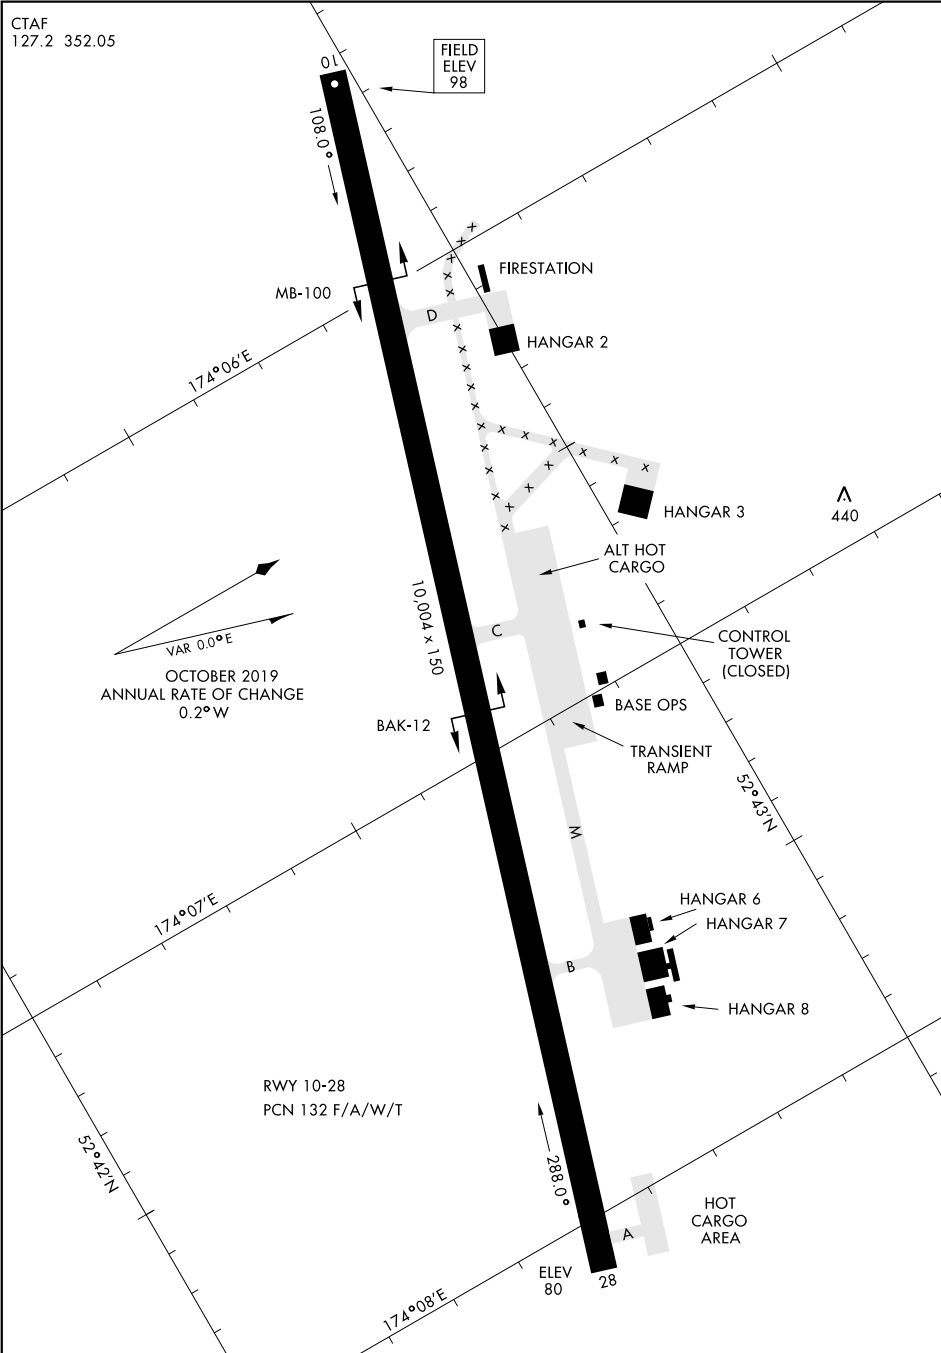 CTAF
127.2 352.05
FIELD
ELEV
98
10
108.0°
FIRESTATION
MB-100
D
HANGAR 2
174°06'E
HANGAR 3
440
ALT HOT
CARGO
10,004 x 150
C
CONTROL
TOWER
(CLOSED)
VAR 0.0°E
OCTOBER 2019
ANNUAL RATE OF CHANGE
0.2°W
BASE OPS
BAK-12
TRANSIENT
RAMP
52°43'N
M
174°07'E
HANGAR 6
HANGAR 7
B
HANGAR 8
RWY 10-28
PCN 132 F/A/W/T
52°42'N
288.0°
HOT
CARGO
AREA
A
ELEV
80
28
174°08'E